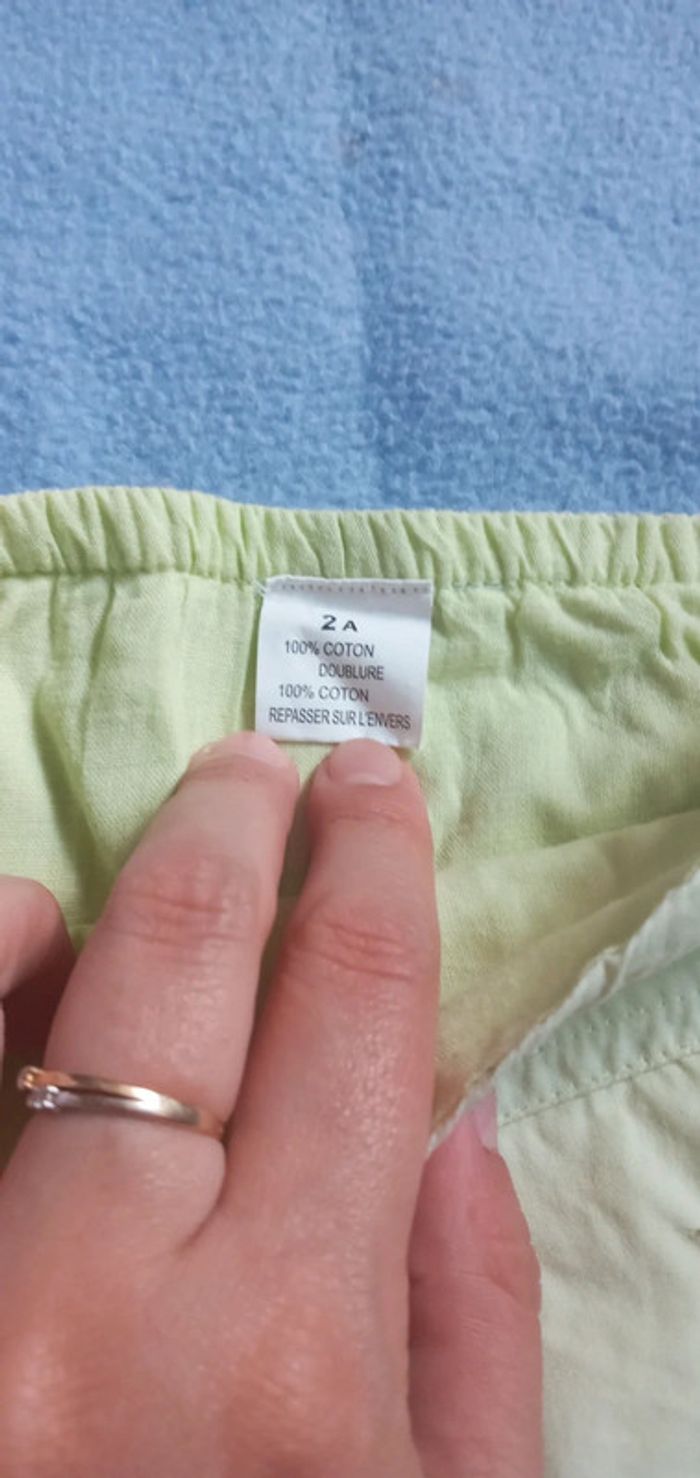 2 A
100% COTON
DOUBLURE
100% COTON
REPASSER SUR L'ENVERS